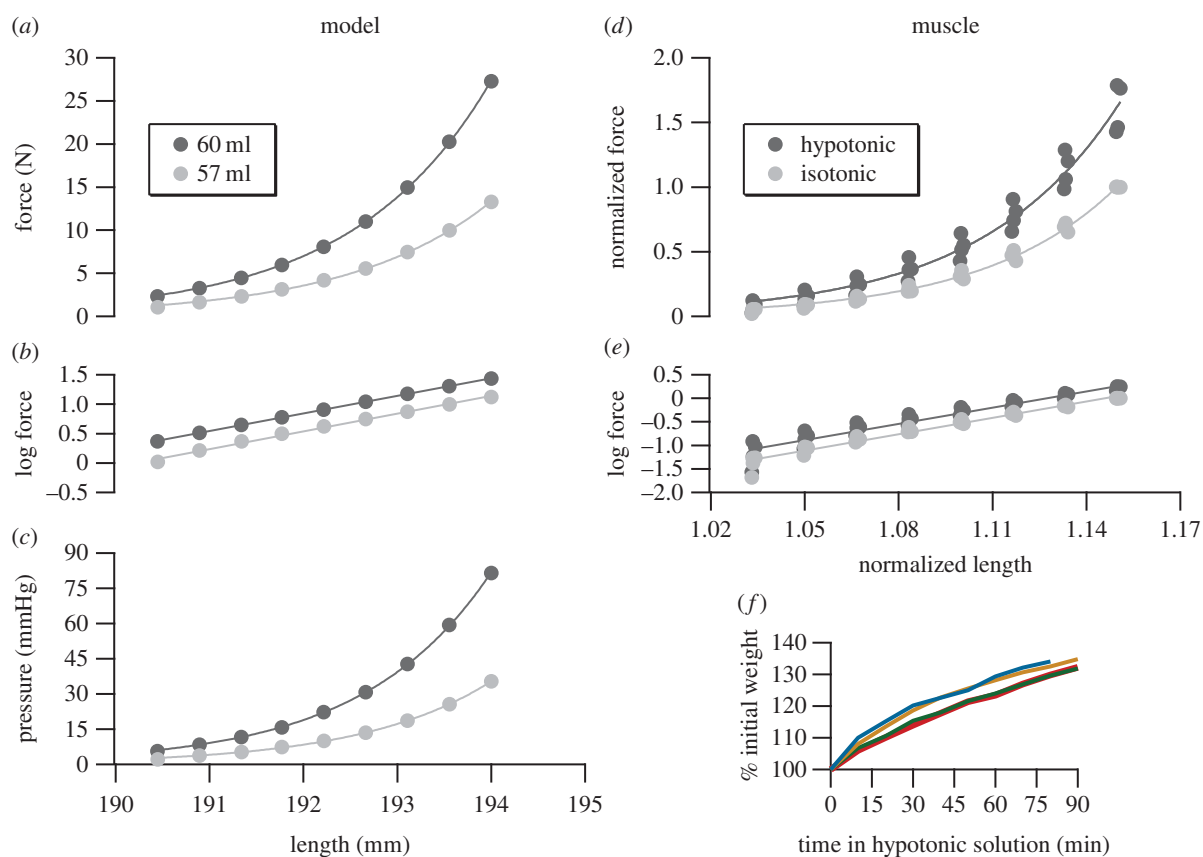 (a) model
30
25
20
15
10
5
0
force (N)
60 ml
57 ml
(b)
1.5
1.0
0.5
0
–0.5
log force
(c)
90
75
60
45
30
15
0
pressure (mmHg)
190 191 192 193 194 195
length (mm)
(d) muscle
2.0
1.5
1.0
0.5
0
normalized force
hypotonic
isotonic
(e)
0.5
0
–0.5
–1.0
–1.5
–2.0
log force
1.02 1.05 1.08 1.11 1.14 1.17
normalized length
(f)
140
130
120
110
100
% initial weight
0 15 30 45 60 75 90
time in hypotonic solution (min)